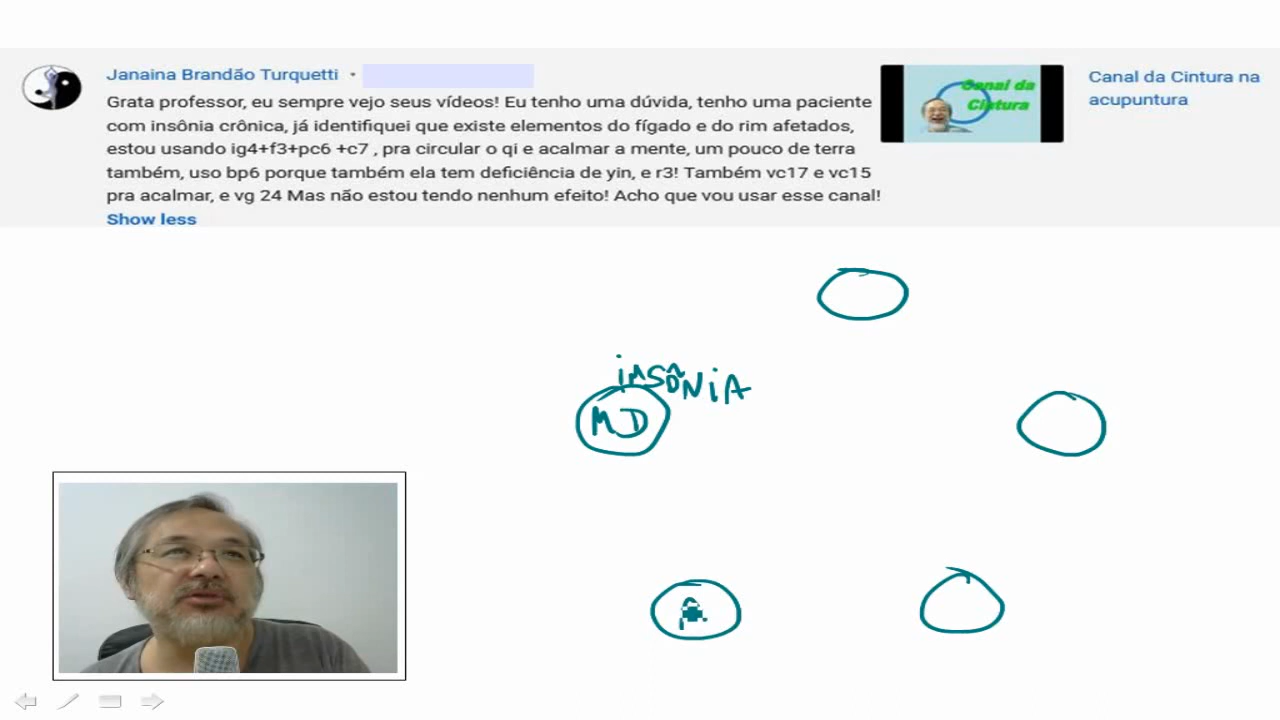 Janaina Brandão Turquetti •
Grata professor, eu sempre vejo seus vídeos! Eu tenho uma dúvida, tenho uma paciente
com insônia crônica, já identifiquei que existe elementos do fígado e do rim afetados,
estou usando ig4+f3+pc6 +c7 , pra circular o qi e acalmar a mente, um pouco de terra
também, uso bp6 porque também ela tem deficiência de yin, e r3! Também vc17 e vc15
pra acalmar, e vg 24 Mas não estou tendo nenhum efeito! Acho que vou usar esse canal!
Show less
Canal da
Cintura
Canal da Cintura na
acupuntura
iNSÔNiA
MD
A